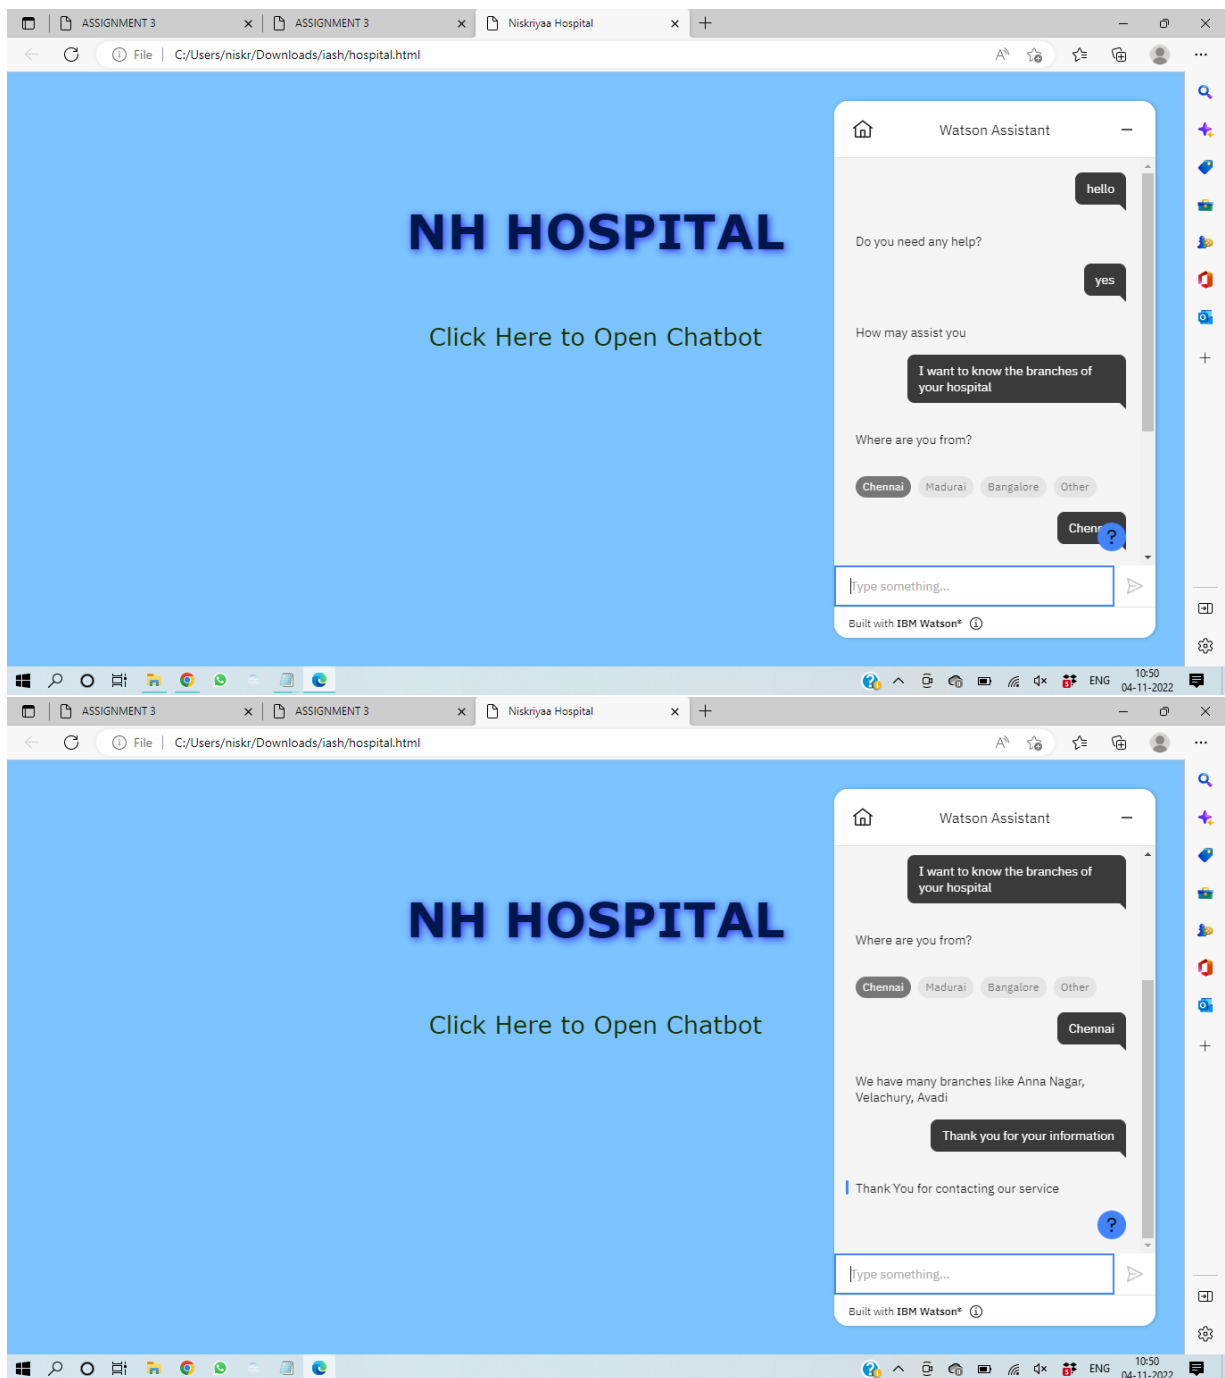 ASSIGNMENT 3
ASSIGNMENT 3
Niskriyaa Hospital
File
C:/Users/niskr/Downloads/iash/hospital.html
Watson Assistant
hello
NH HOSPITAL
Do you need any help?
yes
Click Here to Open Chatbot
How may assist you
I want to know the branches of
your hospital
Where are you from?
Chennai Madurai Bangalore Other
Type something...
Built with IBM Watson® 
ENG
10:50
04-11-2022
ASSIGNMENT 3
ASSIGNMENT 3
Niskriyaa Hospital
File
C:/Users/niskr/Downloads/iash/hospital.html
Watson Assistant
I want to know the branches of
your hospital
NH HOSPITAL
Where are you from?
Chennai Madurai Bangalore Other
Click Here to Open Chatbot
Chennai
We have many branches like Anna Nagar,
Velachury, Avadi
Thank you for your information
Thank You for contacting our service
?
Type something...
Built with IBM Watson®
ENG
10:50
04-11-2022